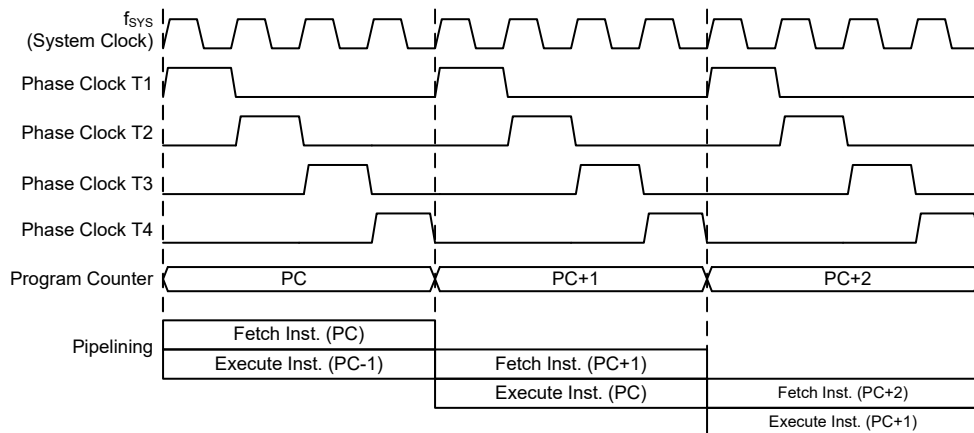 fSYS
(System Clock)
Phase Clock T1
Phase Clock T2
Phase Clock T3
Phase Clock T4
Program Counter PC PC+1 PC+2
Fetch Inst. (PC)
Pipelining
Execute Inst. (PC-1) Fetch Inst. (PC+1)
Execute Inst. (PC) Fetch Inst. (PC+2)
Execute Inst. (PC+1)